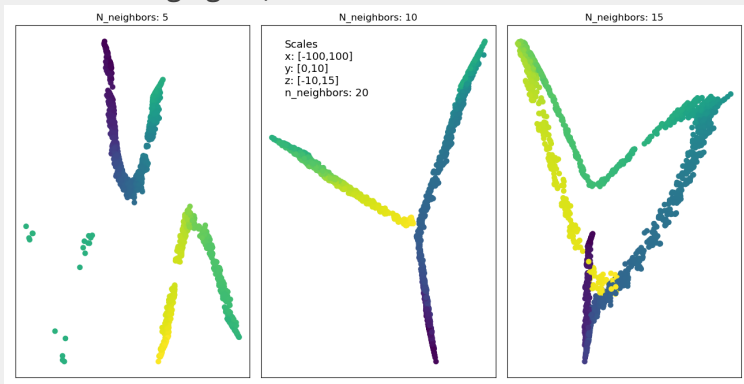 N_neighbors: 5
N_neighbors: 10
N_neighbors: 15
Scales
x: [-100,100]
y: [0,10]
z: [-10,15]
n_neighbors: 20